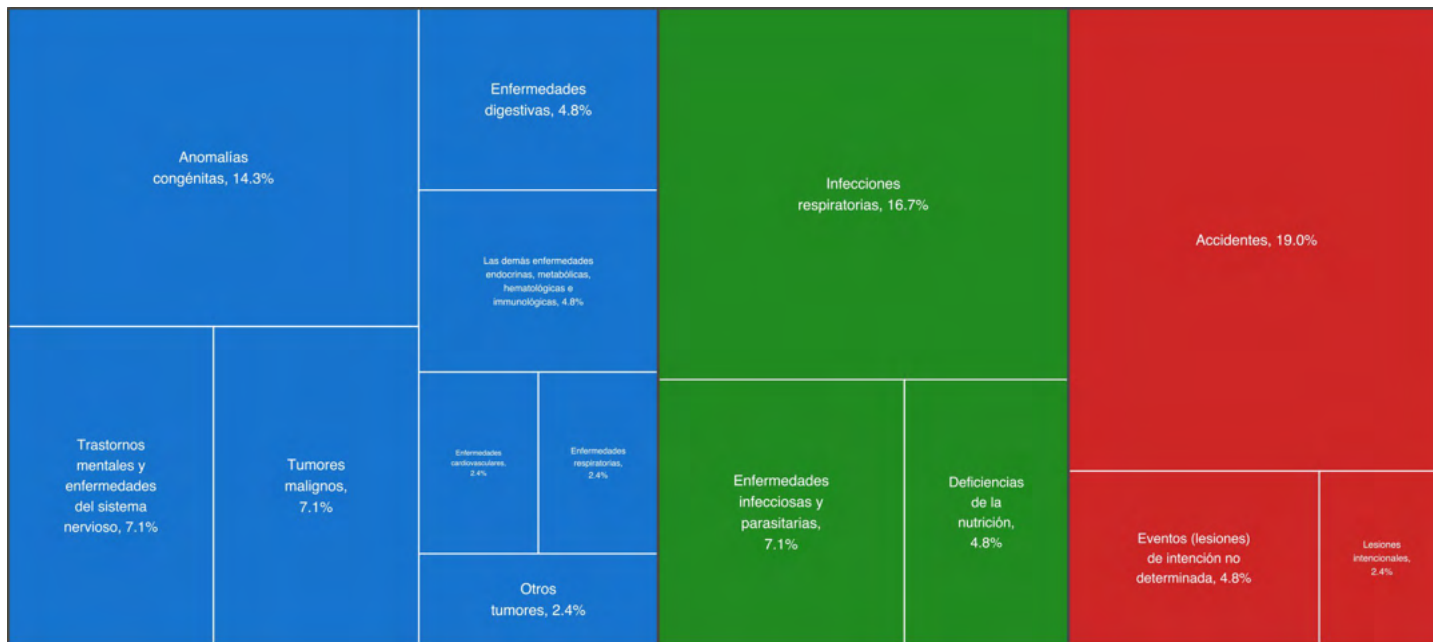 Anomalías
congénitas, 14.3%
Trastornos
mentales y
enfermedades
del sistema
nervioso, 7.1%
Tumores
malignos,
7.1%
Enfermedades
digestivas, 4.8%
Las demás enfermedades
endocrinas, metabólicas,
hematológicas e
immunológicas, 4.8%
Enfermedades
cardiovasculares,
2.4%
Enfermedades
respiratorias,
2.4%
Otros
tumores, 2.4%
Infecciones
respiratorias, 16.7%
Enfermedades
infecciosas y
parasitarias,
7.1%
Deficiencias
de la
nutrición,
4.8%
Accidentes, 19.0%
Eventos (lesiones)
de intención no
determinada, 4.8%
Lesiones
intencionales,
2.4%